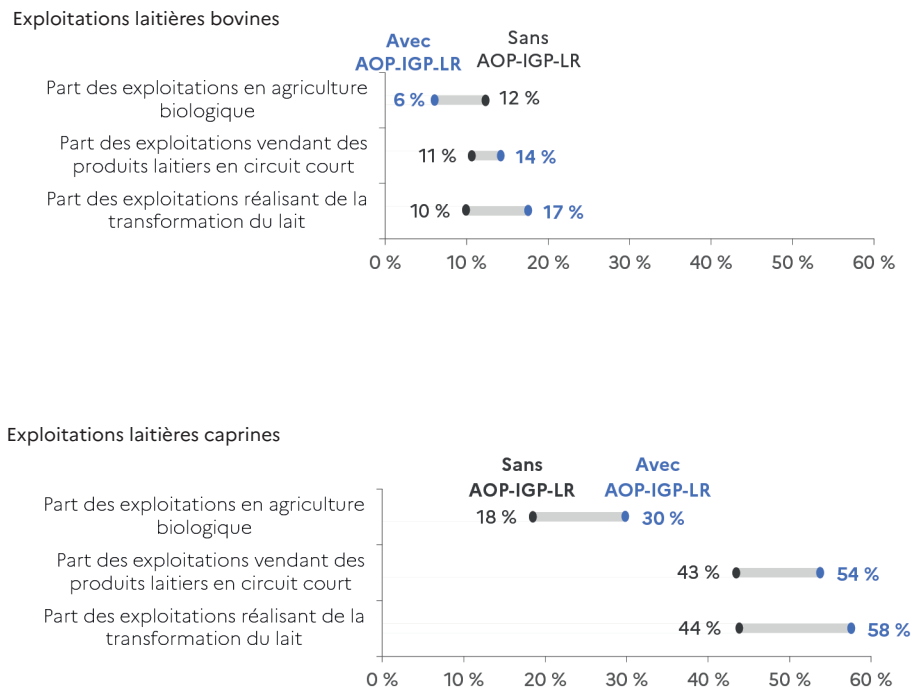 Exploitations laitières bovines
Avec
AOP-IGP-LR
Sans
AOP-IGP-LR
Part des exploitations en agriculture
biologique
6 %
12 %
Part des exploitations vendant des
produits laitiers en circuit court
11 %
14 %
Part des exploitations réalisant de la
transformation du lait
10 %
17 %
0 % 10 % 20 % 30 % 40 % 50 % 60 %
Exploitations laitières caprines
Sans
AOP-IGP-LR
Avec
AOP-IGP-LR
Part des exploitations en agriculture
biologique
18 %
30 %
Part des exploitations vendant des
produits laitiers en circuit court
43 %
54 %
Part des exploitations réalisant de la
transformation du lait
44 %
58 %
0 % 10 % 20 % 30 % 40 % 50 % 60 %